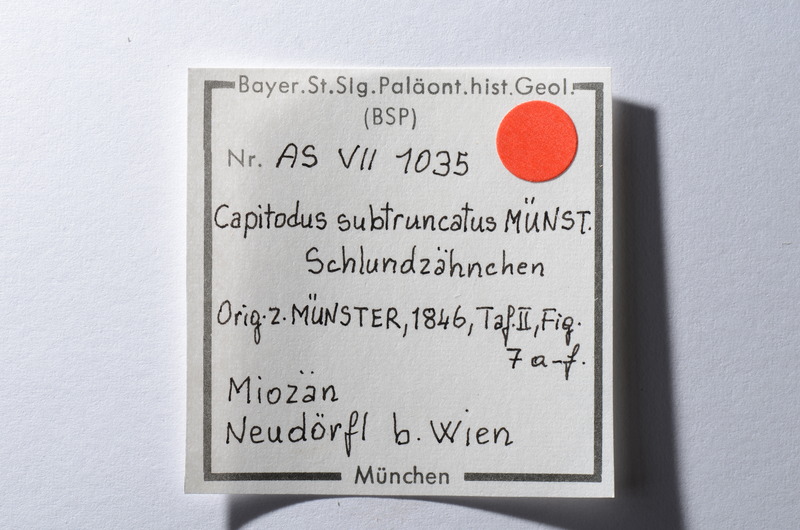 Bayer.St.Slg.Paläont.hist.Geol.
(BSP)
Nr. AS VII 1035
Capitodus subtruncatus MÜNST.
Schlundzähnchen
Orig.z.MÜNSTER,1846,Taf.II,Fig.
7 a-f.
Miozän
Neudörfl b. Wien
München